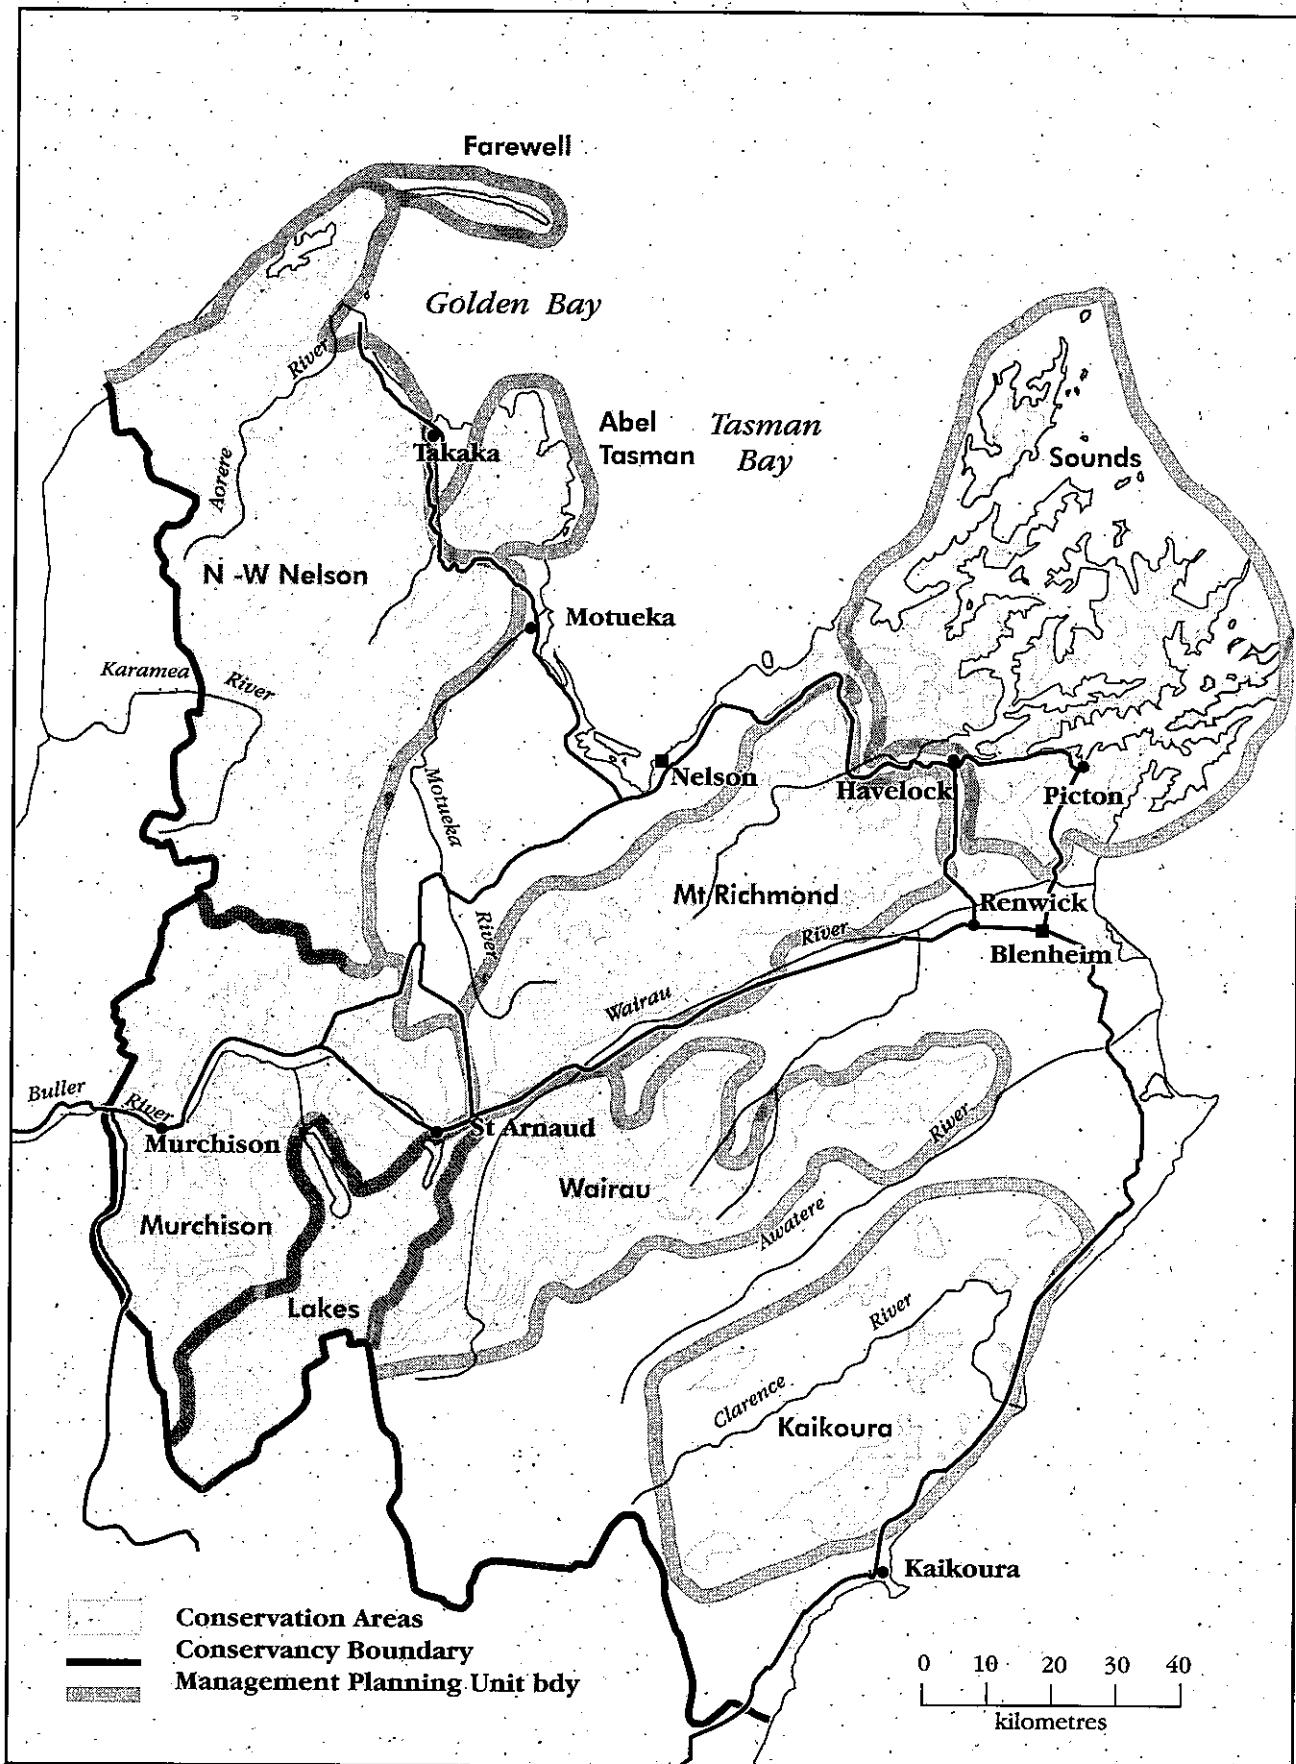 Farewell
Golden Bay
River
Abel
Tasman
Tasman
Bay
Sounds
Takaka
Aorere
N -W Nelson
Motueka
Karamea
River
Nelson
Havelock
Picton
Motueka
River
Mt Richmond
Renwick
River
Blenheim
Wairau
Buller
River
Murchison
St Arnaud
River
Wairau
Murchison
Awatere
Lakes
River
Clarence
Kaikoura
Kaikoura
Conservation Areas
Conservancy Boundary
Management Planning Unit bdy
0 10 20 30 40
kilometres